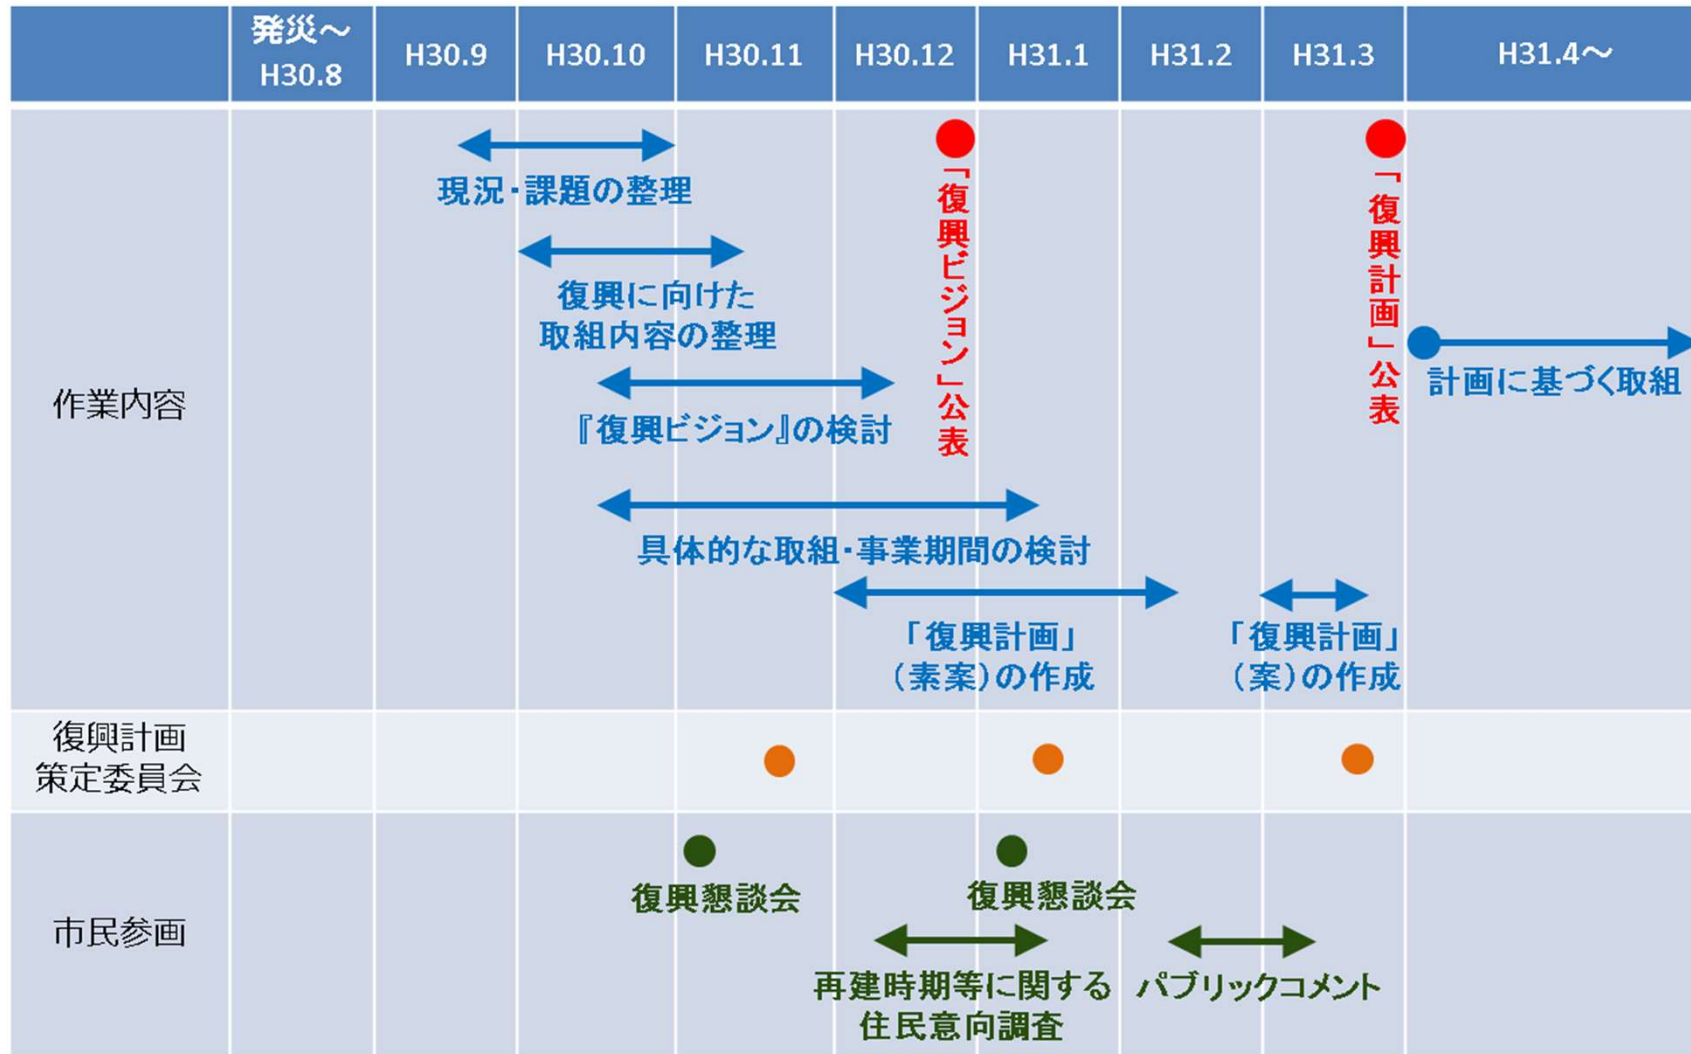 発災～
H30.8
H30.9
H30.10
H30.11
H30.12
H31.1
H31.2
H31.3
H31.4～
作業内容
現況・課題の整理
復興に向けた
取組内容の整理
『復興ビジョン』の検討
具体的な取組・事業期間の検討
「復興計画」
（素案）の作成
「復興計画」
（案）の作成
「復興ビジョン」公表
「復興計画」公表
計画に基づく取組
復興計画
策定委員会
市民参画
復興懇談会
復興懇談会
再建時期等に関する
住民意向調査
パブリックコメント